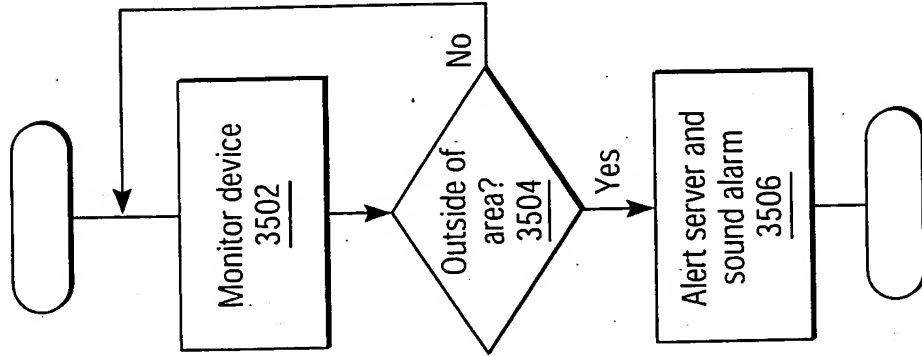 Monitor device
3502
Outside of
area?
3504
No
Yes
Alert server and
sound alarm
3506